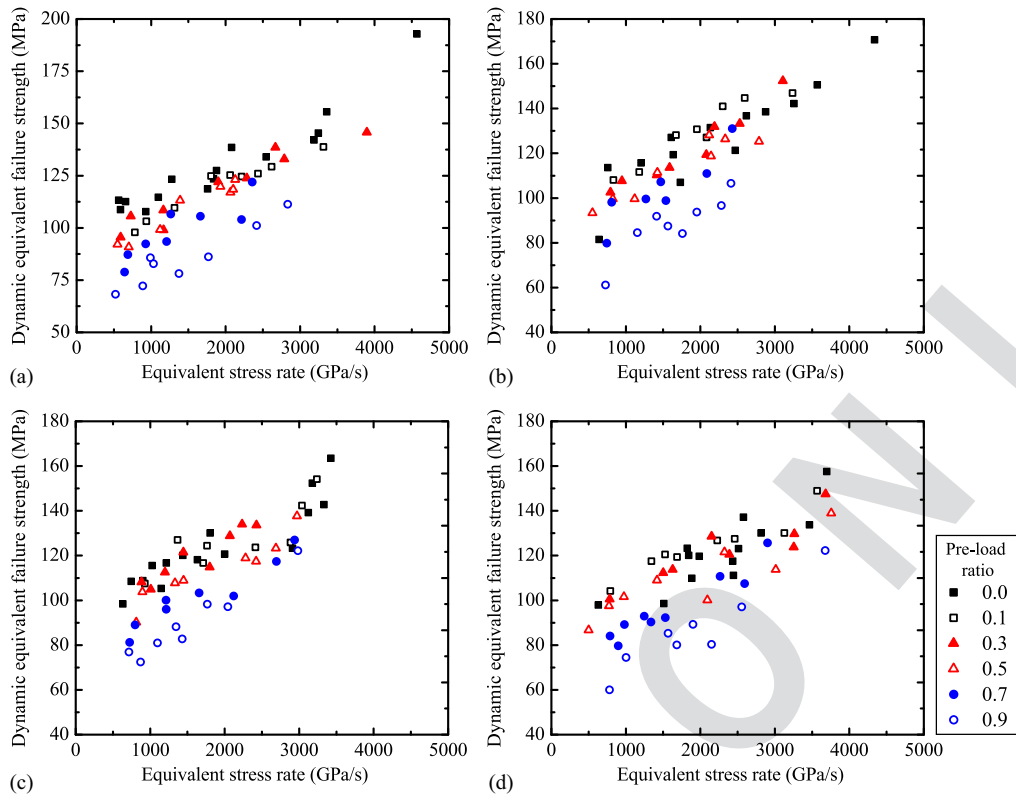 200
175
150
125
100
75
50
Dynamic equivalent failure strength (MPa)
0 1000 2000 3000 4000 5000
Equivalent stress rate (GPa/s)
(a)
180
160
140
120
100
80
60
40
Dynamic equivalent failure strength (MPa)
0 1000 2000 3000 4000 5000
Equivalent stress rate (GPa/s)
(b)
180
160
140
120
100
80
60
40
Dynamic equivalent failure strength (MPa)
0 1000 2000 3000 4000 5000
Equivalent stress rate (GPa/s)
(c)
180
160
140
120
100
80
60
40
Dynamic equivalent failure strength (MPa)
0 1000 2000 3000 4000 5000
Equivalent stress rate (GPa/s)
(d)
Pre-load
ratio
0.0
0.1
0.3
0.5
0.7
0.9
O N